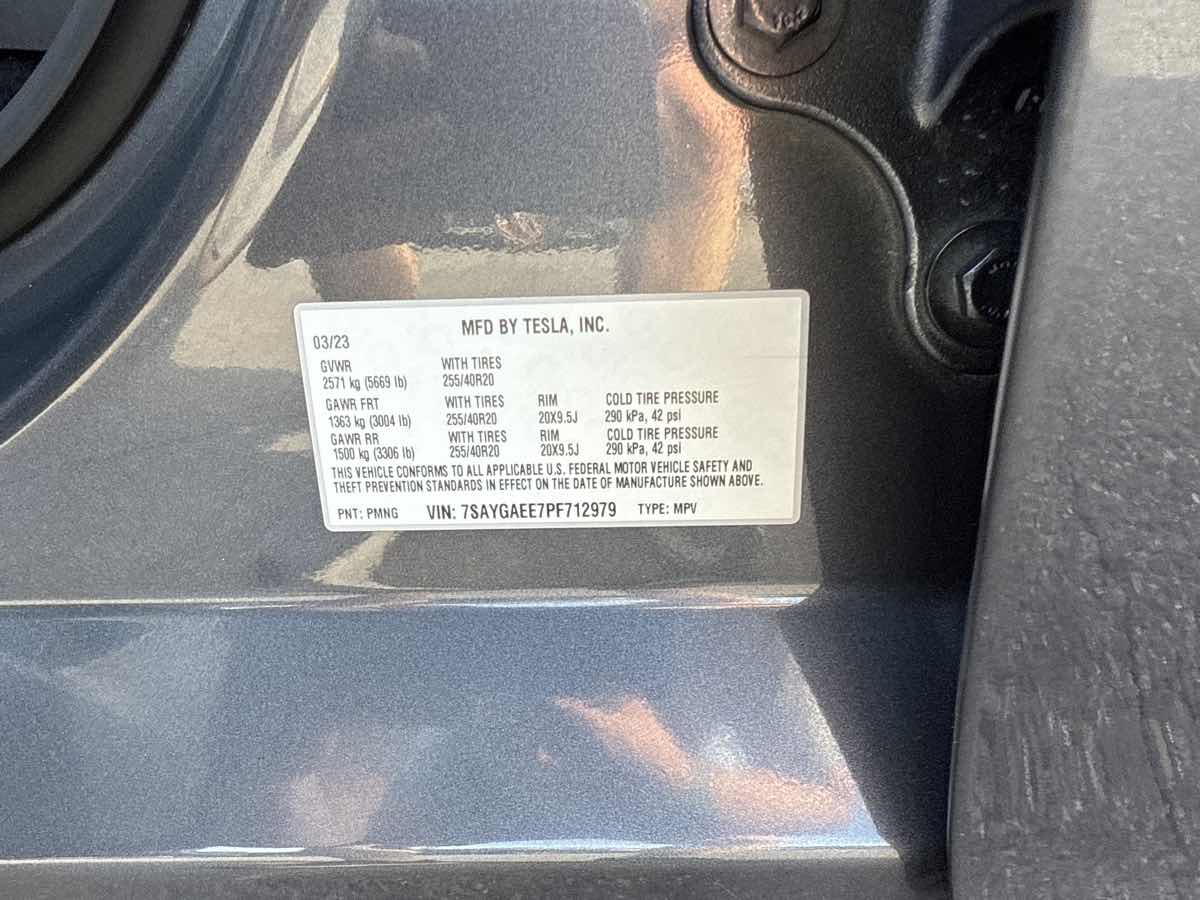 MFD BY TESLA, INC.
03/23
GVWR WITH TIRES
2571 kg (5669 lb) 255/40R20
GAWR FRT WITH TIRES RIM COLD TIRE PRESSURE
1363 kg (3004 lb) 255/40R20 20X9.5J 290 kPa, 42 psi
GAWR RR WITH TIRES RIM COLD TIRE PRESSURE
1500 kg (3306 lb) 255/40R20 20X9.5J 290 kPa, 42 psi
THIS VEHICLE CONFORMS TO ALL APPLICABLE U.S. FEDERAL MOTOR VEHICLE SAFETY AND
THEFT PREVENTION STANDARDS IN EFFECT ON THE DATE OF MANUFACTURE SHOWN ABOVE.
PNT: PMNG VIN: 7SAYGAEE7PF712979 TYPE: MPV